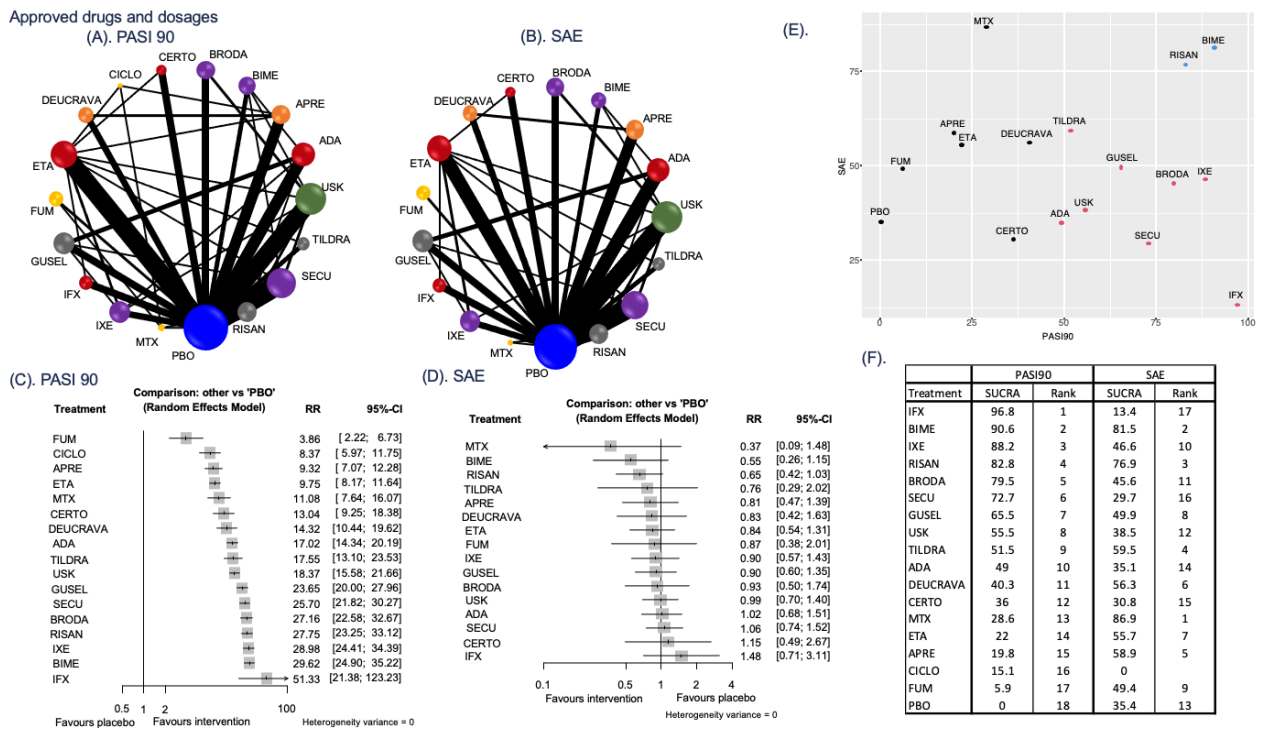 Approved drugs and dosages
(A). PASI 90
CERTO
BRODA
CICLO
BIME
DEUCRAVA
APRE
ADA
ETA
USK
FUM
TILDRA
GUSEL
SECU
IFX
IXE
RISAN
MTX
PBO
(B). SAE
BRODA
CERTO
BIME
DEUCRAVA
APRE
ETA
ADA
USK
FUM
GUSEL
TILDRA
IFX
SECU
IXE
MTX
RISAN
PBO
(E).
SAE
75
50
25
MTX
BIME
RISAN
APRE
ETA
DEUCRAVA
TILDRA
FUM
GUSEL
BRODA
IXE
PBO
USK
ADA
CERTO
SECU
IFX
0 25 50 75 100
PASI90
(C). PASI 90
Comparison: other vs 'PBO'
Treatment (Random Effects Model) RR 95%-CI
FUM 3.86 [ 2.22; 6.73]
CICLO 8.37 [ 5.97; 11.75]
APRE 9.32 [ 7.07; 12.28]
ETA 9.75 [ 8.17; 11.64]
MTX 11.08 [ 7.64; 16.07]
CERTO 13.04 [ 9.25; 18.38]
DEUCRAVA 14.32 [10.44; 19.62]
ADA 17.02 [14.34; 20.19]
TILDRA 17.55 [13.10; 23.53]
USK 18.37 [15.58; 21.66]
GUSEL 23.65 [20.00; 27.96]
SECU 25.70 [21.82; 30.27]
BRODA 27.16 [22.58; 32.67]
RISAN 27.75 [23.25; 33.12]
IXE 28.98 [24.41; 34.39]
BIME 29.62 [24.90; 35.22]
IFX 51.33 [21.38; 123.23]
0.5 1 2 100
Favours placebo Favours intervention Heterogeneity variance = 0
(D). SAE
Comparison: other vs 'PBO'
Treatment (Random Effects Model) RR 95%-CI
MTX 0.37 [0.09; 1.48]
BIME 0.55 [0.26; 1.15]
RISAN 0.65 [0.42; 1.03]
TILDRA 0.76 [0.29; 2.02]
APRE 0.81 [0.47; 1.39]
DEUCRAVA 0.83 [0.42; 1.63]
ETA 0.84 [0.54; 1.31]
FUM 0.87 [0.38; 2.01]
IXE 0.90 [0.57; 1.43]
GUSEL 0.90 [0.60; 1.35]
BRODA 0.93 [0.50; 1.74]
USK 0.99 [0.70; 1.40]
ADA 1.02 [0.68; 1.51]
SECU 1.06 [0.74; 1.52]
CERTO 1.15 [0.49; 2.67]
IFX 1.48 [0.71; 3.11]
0.1 0.5 1 2 4
Favours intervention Favours placebo
Heterogeneity variance = 0
(F).
PASI90 SAE
Treatment SUCRA Rank SUCRA Rank
IFX 96.8 1 13.4 17
BIME 90.6 2 81.5 2
IXE 88.2 3 46.6 10
RISAN 82.8 4 76.9 3
BRODA 79.5 5 45.6 11
SECU 72.7 6 29.7 16
GUSEL 65.5 7 49.9 8
USK 55.5 8 38.5 12
TILDRA 51.5 9 59.5 4
ADA 49 10 35.1 14
DEUCRAVA 40.3 11 56.3 6
CERTO 36 12 30.8 15
MTX 28.6 13 86.9 1
ETA 22 14 55.7 7
APRE 19.8 15 58.9 5
CICLO 15.1 16 0
FUM 5.9 17 49.4 9
PBO 0 18 35.4 13